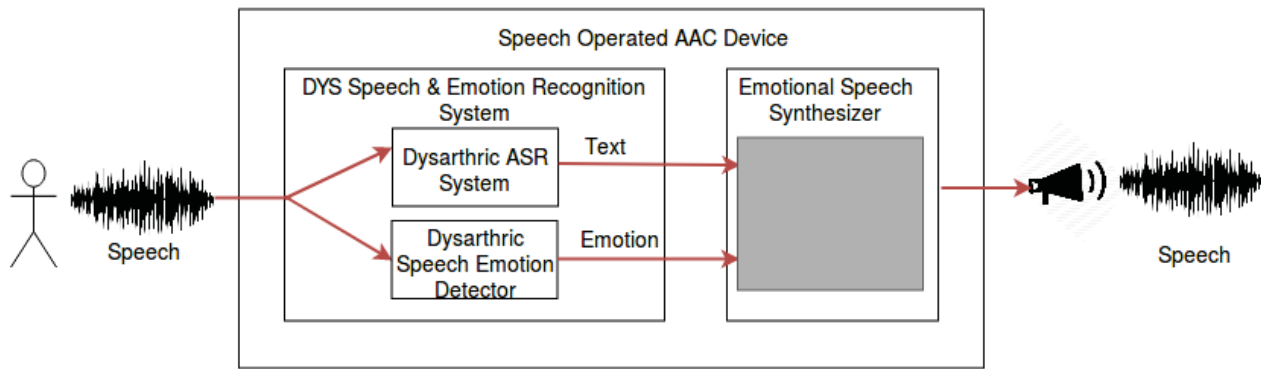 Speech Operated AAC Device
DYS Speech & Emotion Recognition
System
Emotional Speech
Synthesizer
Dysarthric ASR
System
Text
Dysarthric
Speech Emotion
Detector
Emotion
Speech
Speech